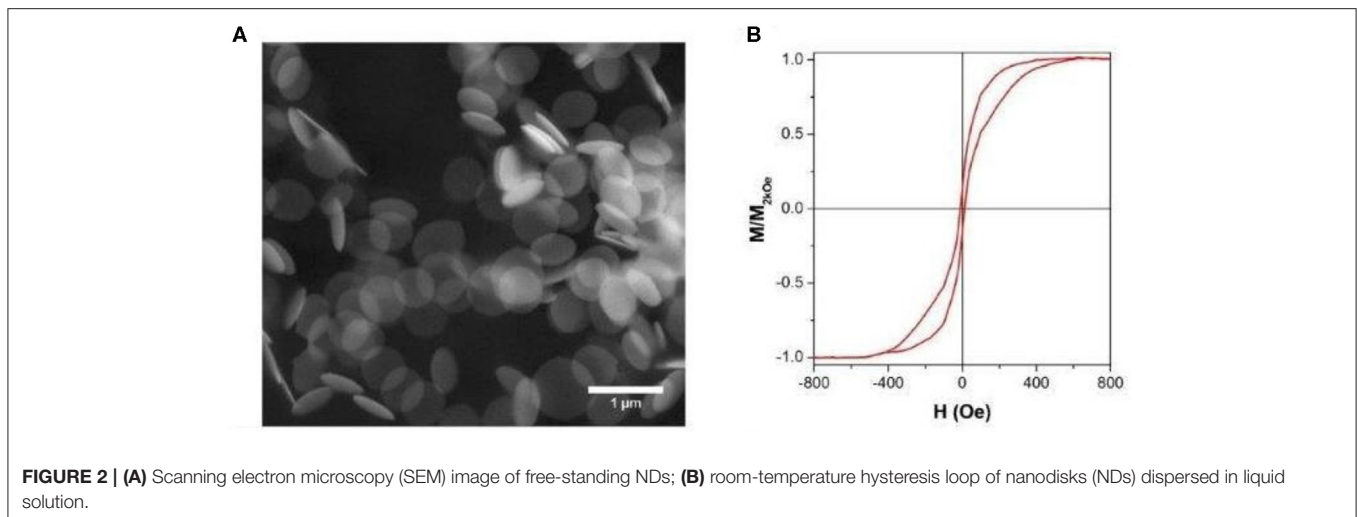 A
B
1 µm
1.0
0.5
0.0
-0.5
-1.0
M/M2kOe
-800
-400
0
400
800
H (Oe)
FIGURE 2 | (A) Scanning electron microscopy (SEM) image of free-standing NDs; (B) room-temperature hysteresis loop of nanodisks (NDs) dispersed in liquid
solution.